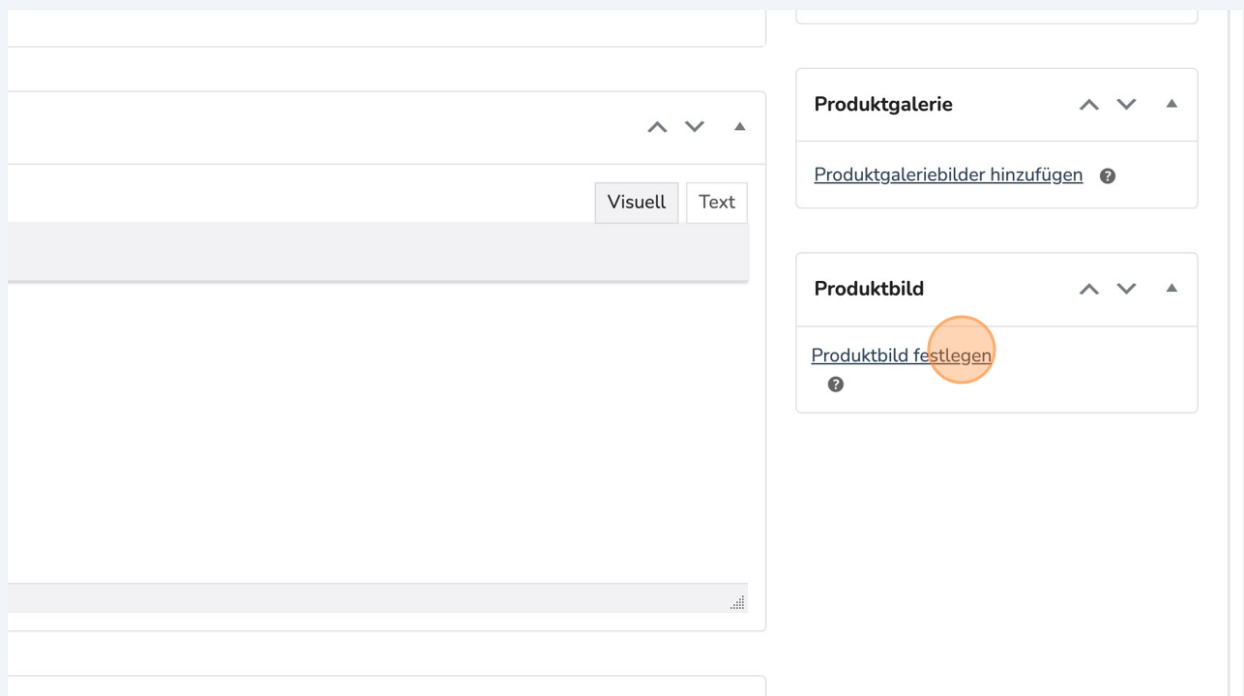 Visuell Text
Produktgalerie
Produktgaleriebilder hinzufügen ?
Produktbild
Produktbild festlegen
?